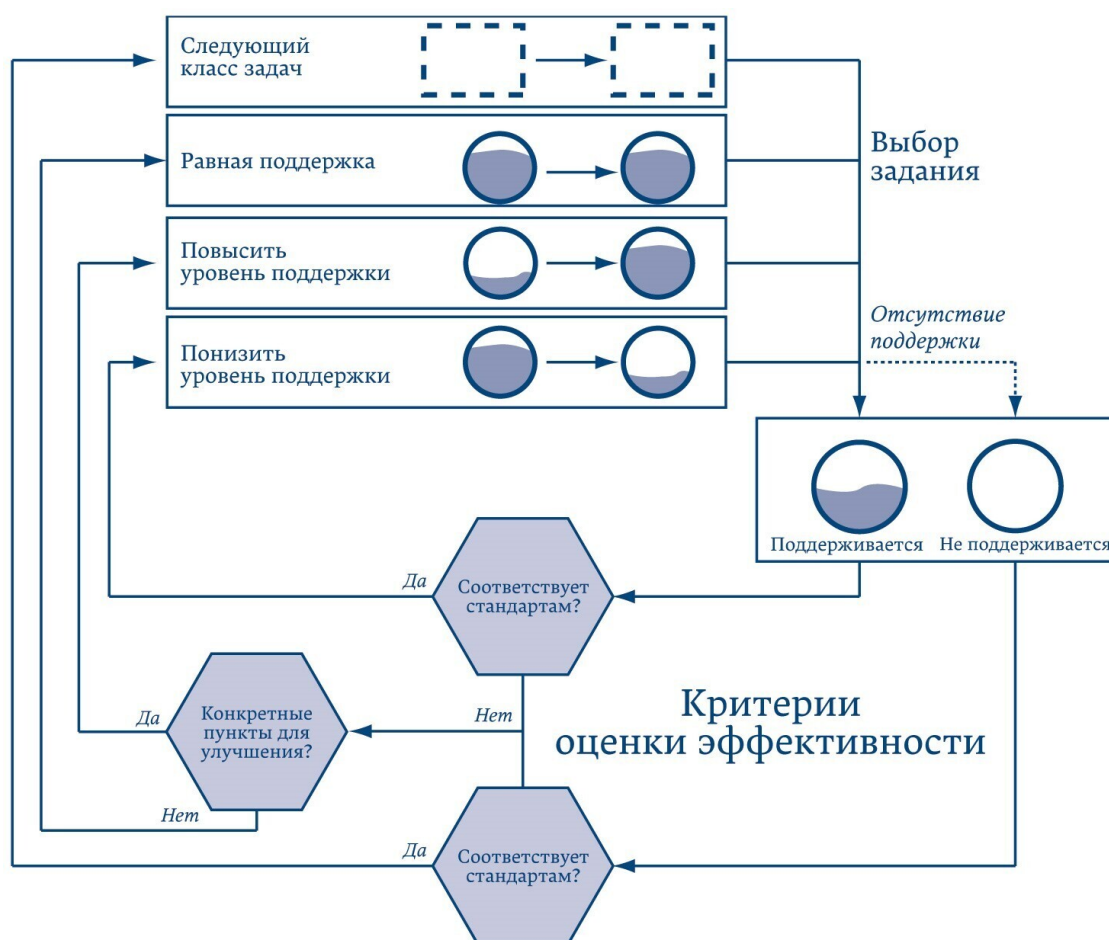 Следующий
класс задач
Равная поддержка
Выбор
задания
Повысить
уровень поддержки
Отсутствие
поддержки
Понизить
уровень поддержки
Поддерживается
Не поддерживается
Да
Соответствует
стандартам?
Да
Конкретные
пункты для
улучшения?
Нет
Критерии
оценки эффективности
Нет
Да
Соответствует
стандартам?